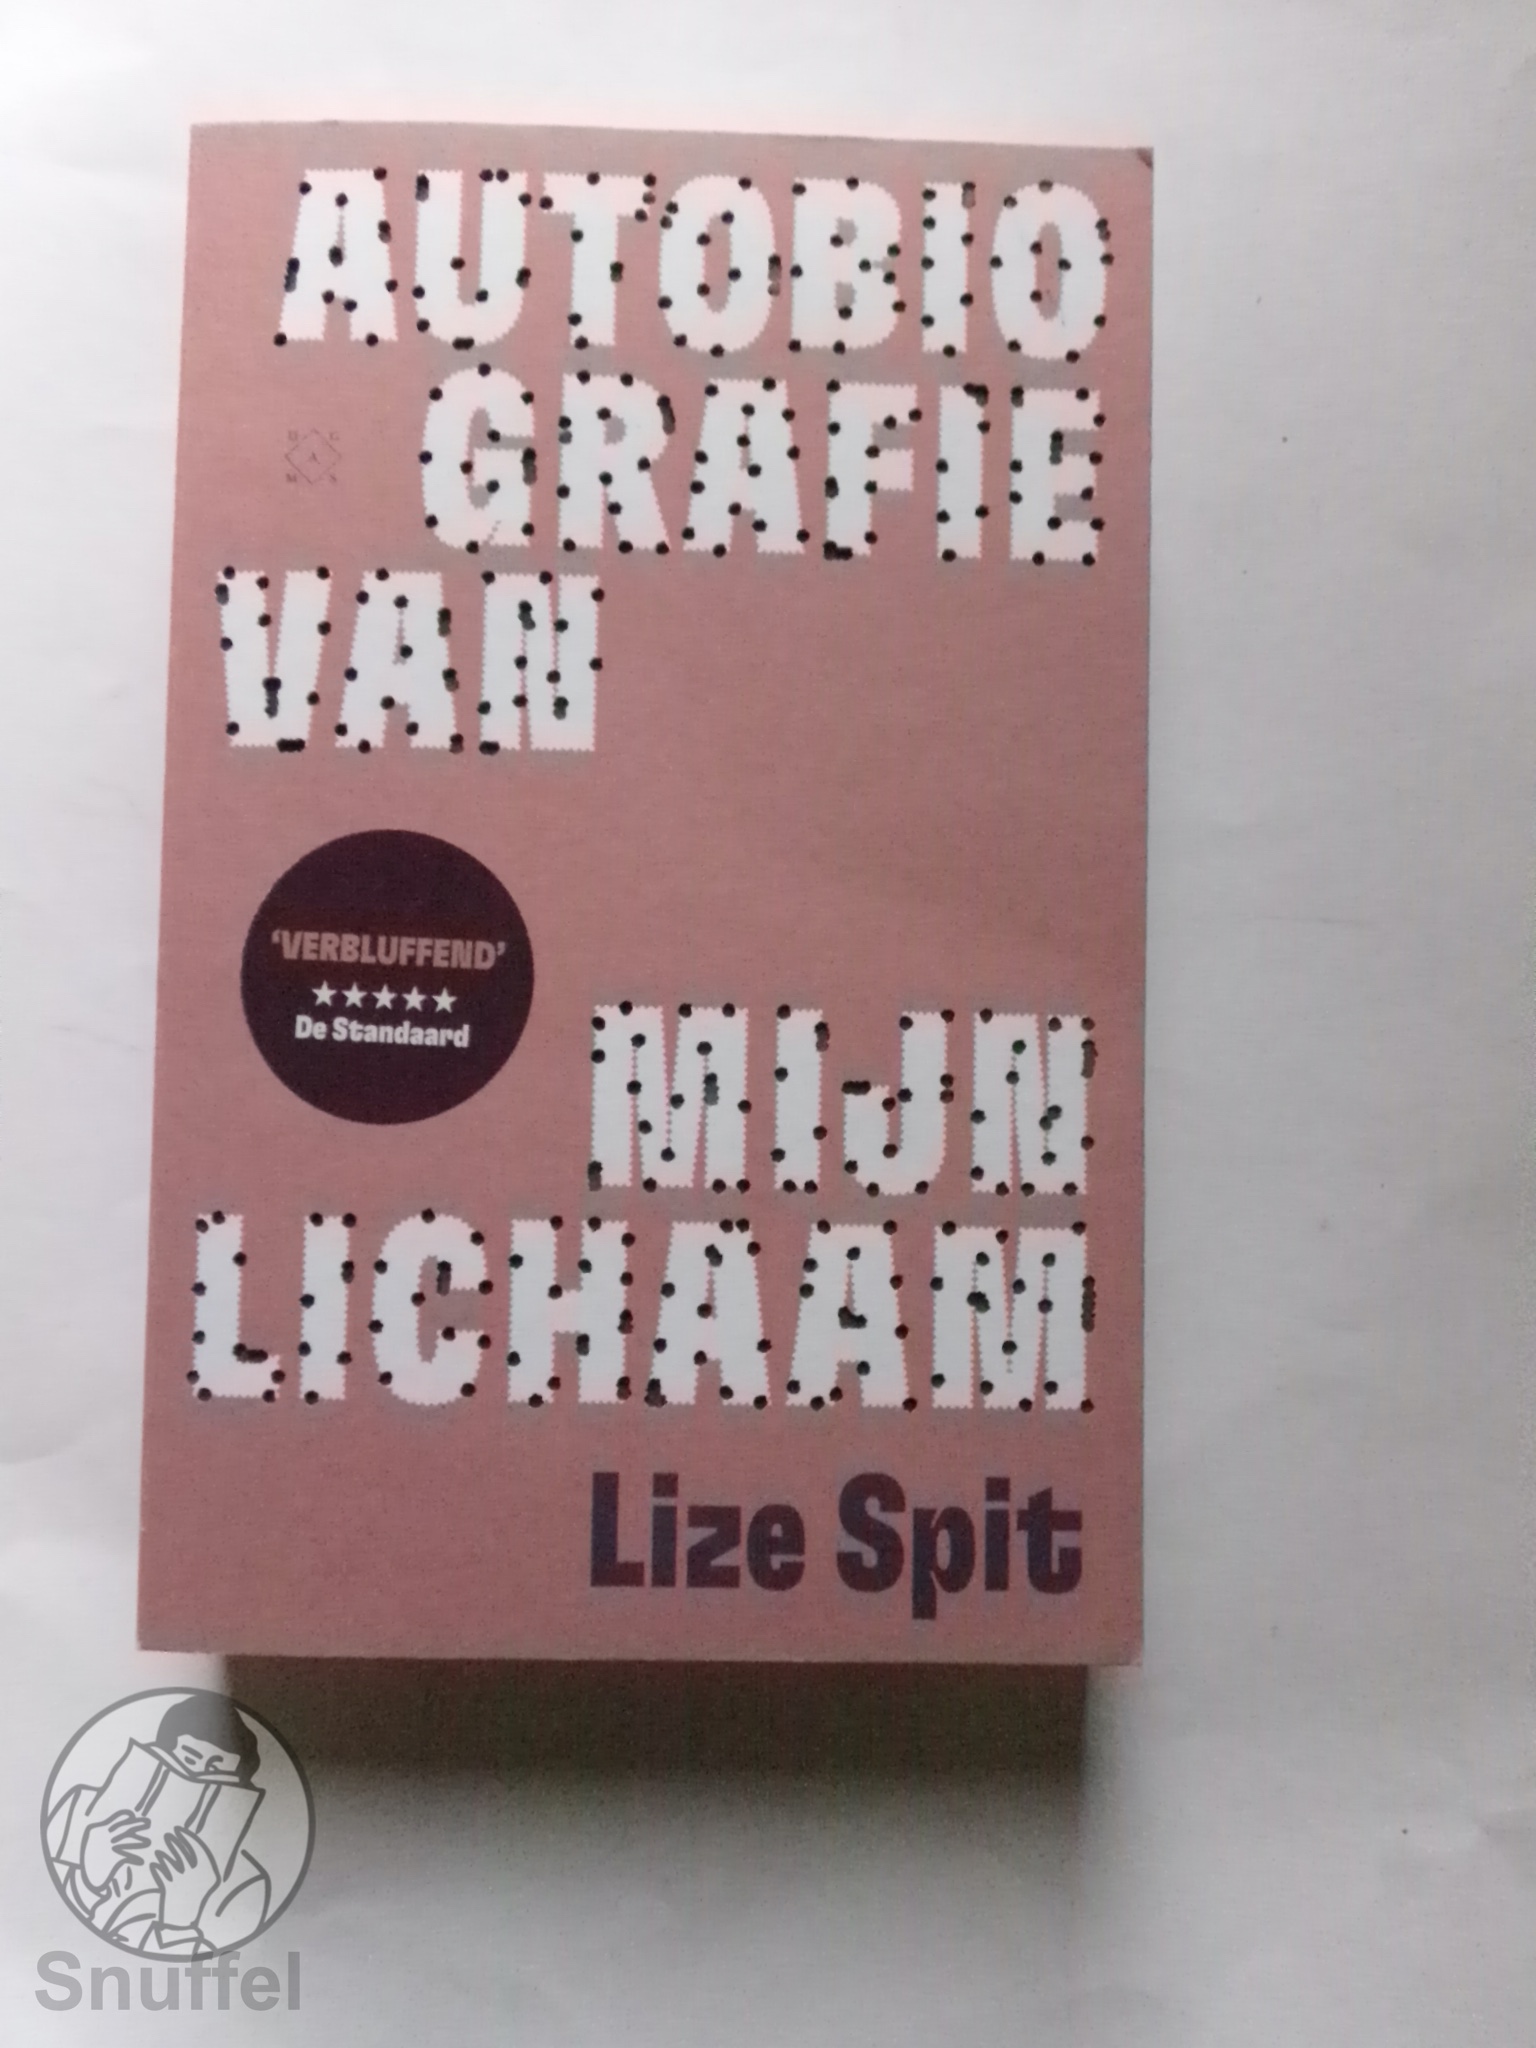 AUTOBIO
GRAFIE
VAN
'VERBLUFFEND'
★★★★★
De Standaard
MIJN
LICHAAM
Lize Spit
Snuffel